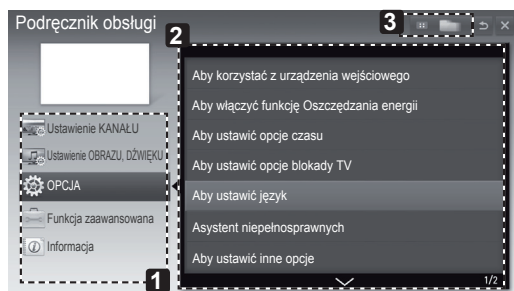 Podręcznik obsługi
3
2
Ustawienie KANAŁU
Ustawienie OBRAZU, DŹWIĘKU
OPCJA
Funkcja zaawansowana
Informacja
1
Aby korzystać z urządzenia wejściowego
Aby włączyć funkcję Oszczędzania energii
Aby ustawić opcje czasu
Aby ustawić opcje blokady TV
Aby ustawić język
Asystent niepełnosprawnych
Aby ustawić inne opcje
1/2